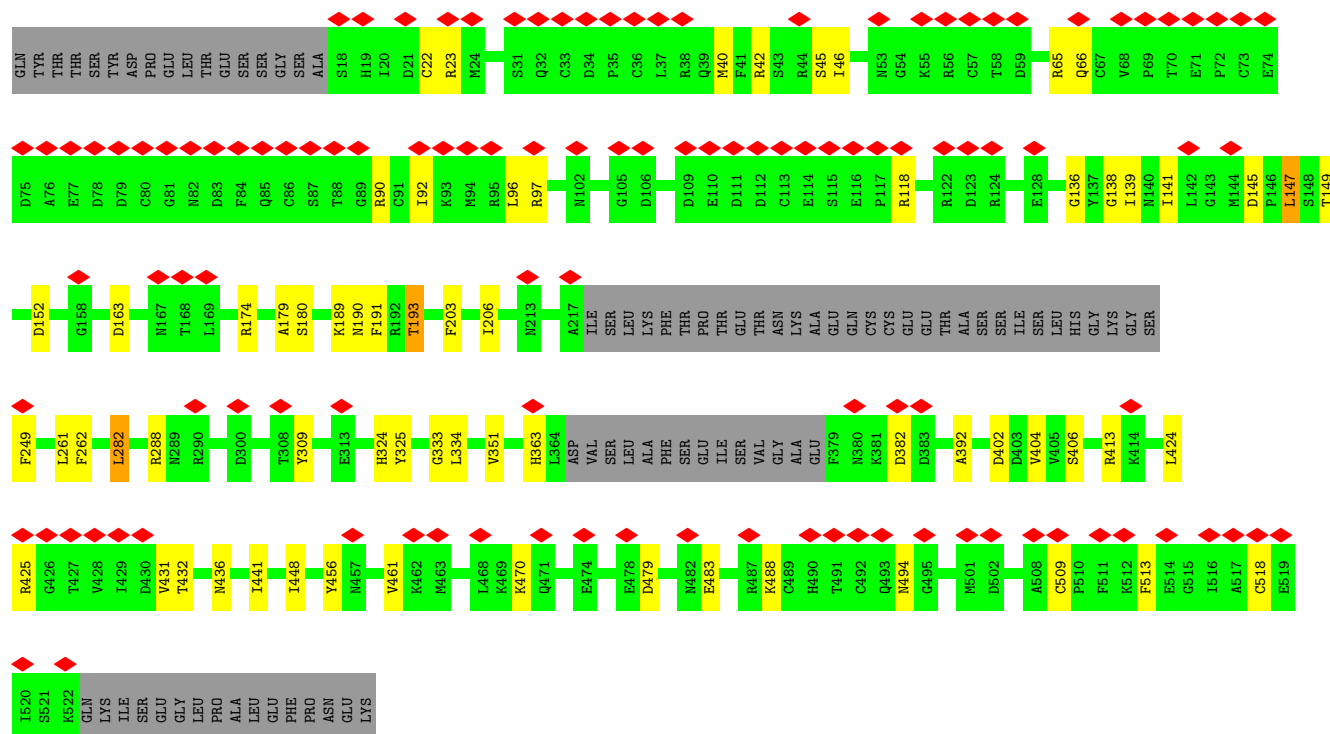 GLN TYR THR THR SER TYR ASP PRO GLU LEU THR GLU SER SER GLY SER ALA S18 H19 I20 D21 C22 R23 M24 S31 Q32 C33 D34 P35 C36 L37 R38 Q39 M40 F41 R42 S43 R44 S45 I46 N53 G54 K55 R56 C57 T58 D59 R65 Q66 C67 V68 P69 T70 E71 P72 C73 E74
D75 A76 E77 D78 D79 C80 G81 N82 D83 F84 Q85 C86 S87 T88 G89 R90 C91 I92 K93 M94 R95 L96 R97 N102 G105 D106 D109 E110 D111 D112 C113 E114 S115 E116 P117 R118 R122 D123 R124 E128 G136 Y137 G138 I139 N140 I141 L142 G143 M144 D145 P146 L147 S148 T149
D152 G158 D163 N167 T168 L169 R174 A179 S180 K189 N190 F191 R192 T193 F203 I206 N213 A217 ILE SER LEU LYS PHE THR PRO THR GLU THR ASN LYS ALA GLU GLN CYS CYS GLU GLU THR ALA SER SER ILE SER LEU HIS GLY LYS GLY SER
F249 L261 F262 L282 R288 N289 R290 D300 T308 Y309 E313 H324 Y325 G333 L334 V351 H363 L364 ASP VAL SER LEU ALA PHE SER GLU ILE SER VAL GLY ALA GLU F379 N380 K381 D382 D383 A392 D402 D403 V404 V405 S406 R413 K414 L424
R425 G426 T427 V428 I429 D430 V431 T432 N436 I441 I448 Y456 N457 V461 K462 M463 L468 K469 K470 Q471 E474 E478 D479 N482 E483 R487 K488 C489 H490 T491 C492 Q493 N494 G495 M501 D502 A508 C509 P510 F511 K512 F513 E514 G515 I516 A517 C518 E519
I520 S521 K522 GLN LYS ILE SER GLU GLY LEU PRO ALA LEU GLU PHE PRO ASN GLU LYS